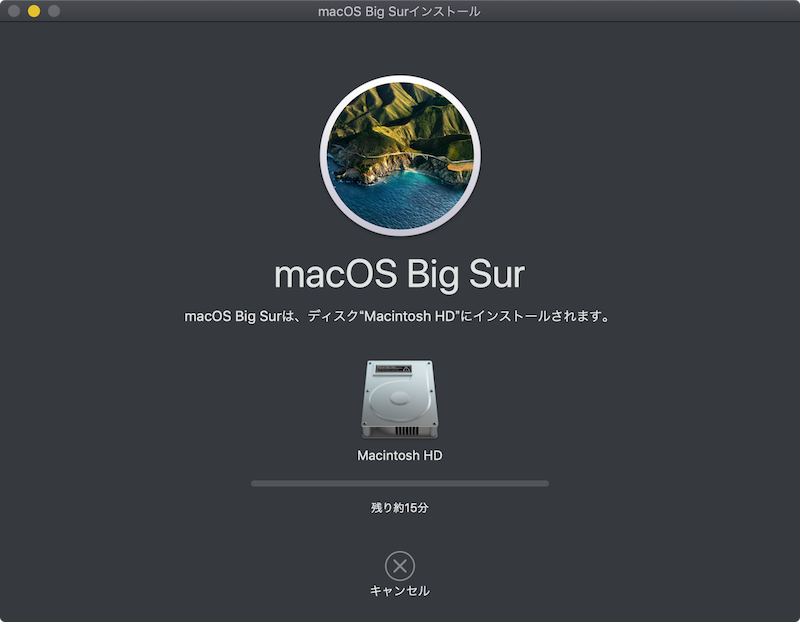 macOS Big Surインストール
macOS Big Sur
macOS Big Surは、ディスク“Macintosh HD”にインストールされます。
Macintosh HD
残り約15分
キャンセル